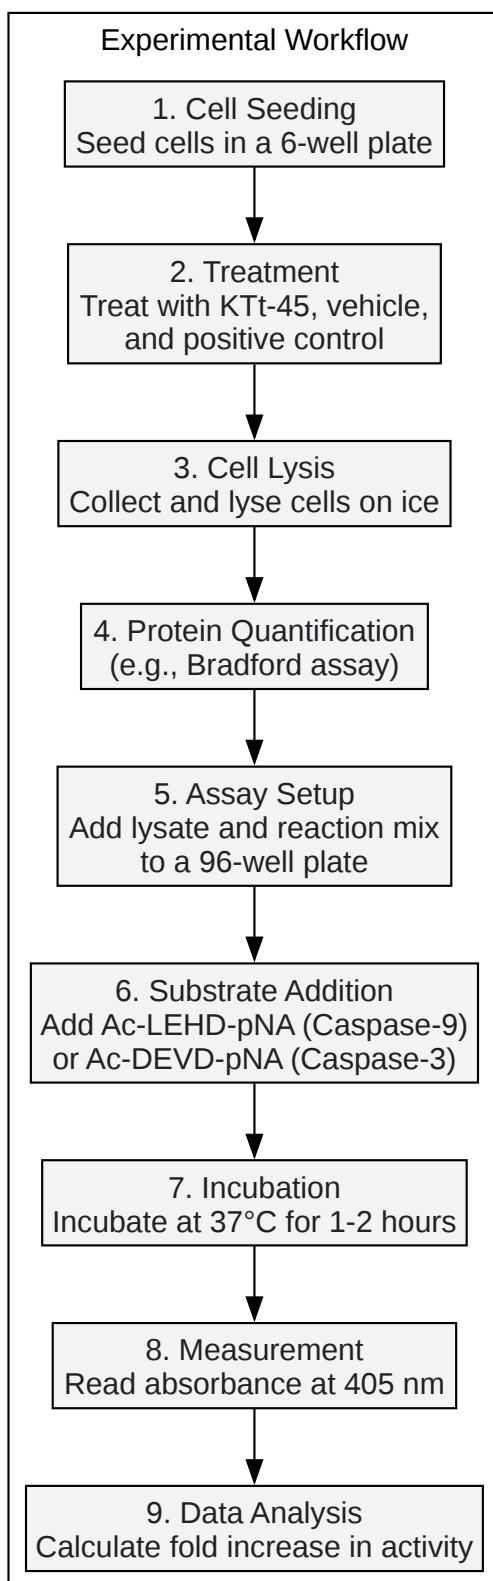 Experimental Workflow
1. Cell Seeding
Seed cells in a 6-well plate
2. Treatment
Treat with KTt-45, vehicle,
and positive control
3. Cell Lysis
Collect and lyse cells on ice
4. Protein Quantification
(e.g., Bradford assay)
5. Assay Setup
Add lysate and reaction mix
to a 96-well plate
6. Substrate Addition
Add Ac-LEHD-pNA (Caspase-9)
or Ac-DEVD-pNA (Caspase-3)
7. Incubation
Incubate at 37°C for 1-2 hours
8. Measurement
Read absorbance at 405 nm
9. Data Analysis
Calculate fold increase in activity